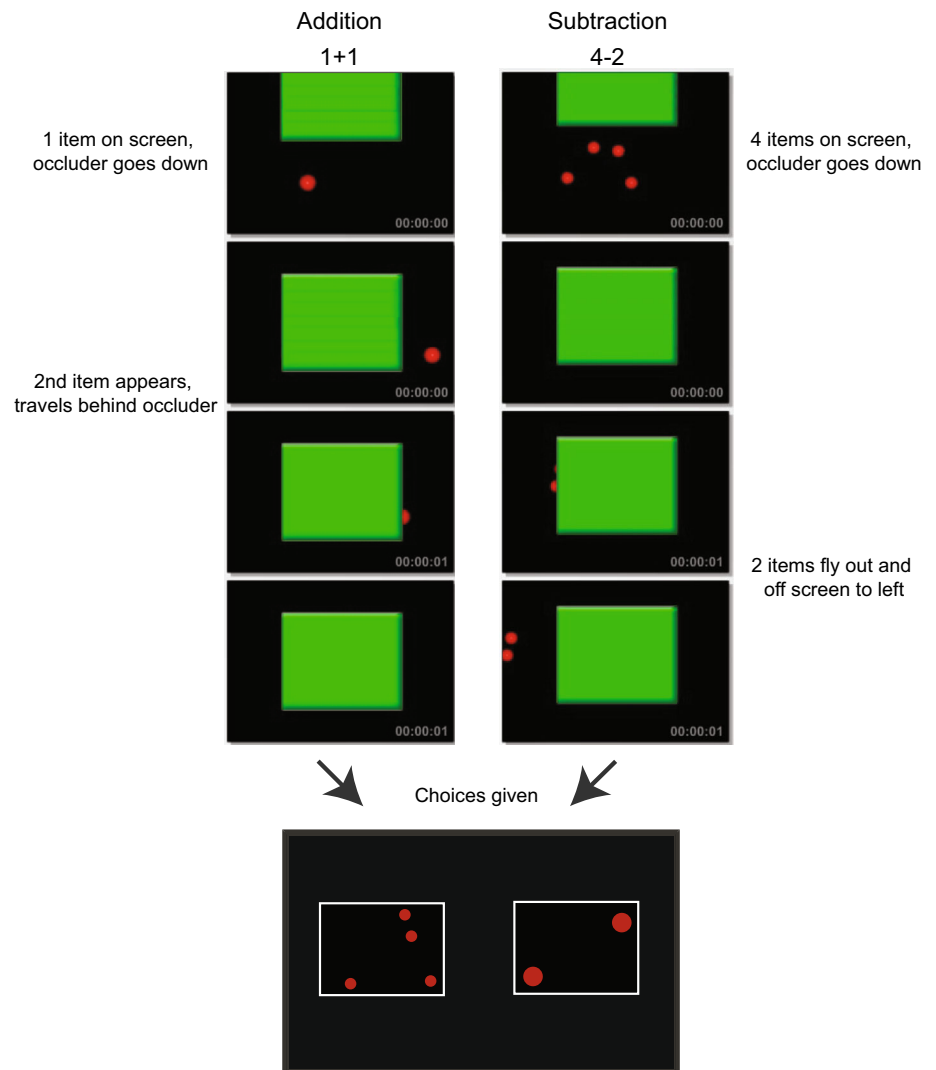 Addition
1+1
Subtraction
4-2
1 item on screen,
occluder goes down
00:00:00
00:00:00
4 items on screen,
occluder goes down
2nd item appears,
travels behind occluder
00:00:00
00:00:00
00:00:01
00:00:01
2 items fly out and
off screen to left
00:00:01
00:00:01
Choices given